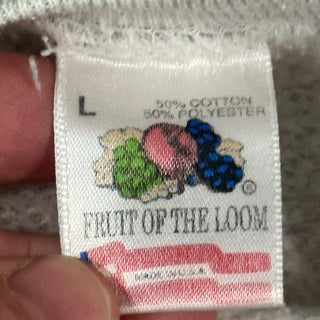 L
50% COTTON
50% POLYESTER
®
FRUIT OF THE LOOM
MADE IN U.S.A.